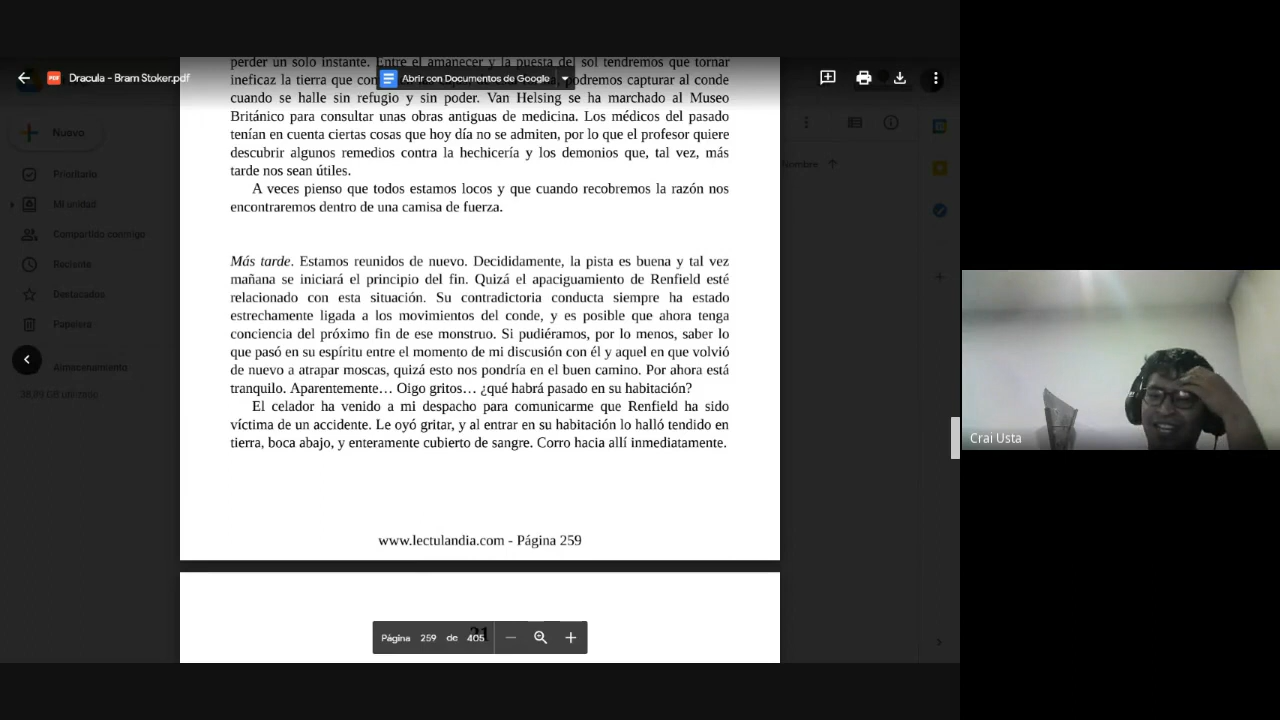 Dracula - Bram Stoker.pdf
Abrir con Documentos de Google
perder un solo instante. Entre el amanecer y la puesta del sol tendremos que tornar
ineficaz la tierra que con podremos capturar al conde
cuando se halle sin refugio y sin poder. Van Helsing se ha marchado al Museo
Británico para consultar unas obras antiguas de medicina. Los médicos del pasado
tenían en cuenta ciertas cosas que hoy día no se admiten, por lo que el profesor quiere
descubrir algunos remedios contra la hechicería y los demonios que, tal vez, más
tarde nos sean útiles.
A veces pienso que todos estamos locos y que cuando recobremos la razón nos
encontraremos dentro de una camisa de fuerza.
Más tarde. Estamos reunidos de nuevo. Decididamente, la pista es buena y tal vez
mañana se iniciará el principio del fin. Quizá el apaciguamiento de Renfield esté
relacionado con esta situación. Su contradictoria conducta siempre ha estado
estrechamente ligada a los movimientos del conde, y es posible que ahora tenga
conciencia del próximo fin de ese monstruo. Si pudiéramos, por lo menos, saber lo
que pasó en su espíritu entre el momento de mi discusión con él y aquel en que volvió
de nuevo a atrapar moscas, quizá esto nos pondría en el buen camino. Por ahora está
tranquilo. Aparentemente… Oigo gritos… ¿qué habrá pasado en su habitación?
El celador ha venido a mi despacho para comunicarme que Renfield ha sido
víctima de un accidente. Le oyó gritar, y al entrar en su habitación lo halló tendido en
tierra, boca abajo, y enteramente cubierto de sangre. Corro hacia allí inmediatamente.
www.lectulandia.com - Página 259
21
Página 259 de 405
Nuevo
Prioritario
Mi unidad
Compartido conmigo
Reciente
Destacados
Papelera
Almacenamiento
utilizado
Nombre
Crai Usta